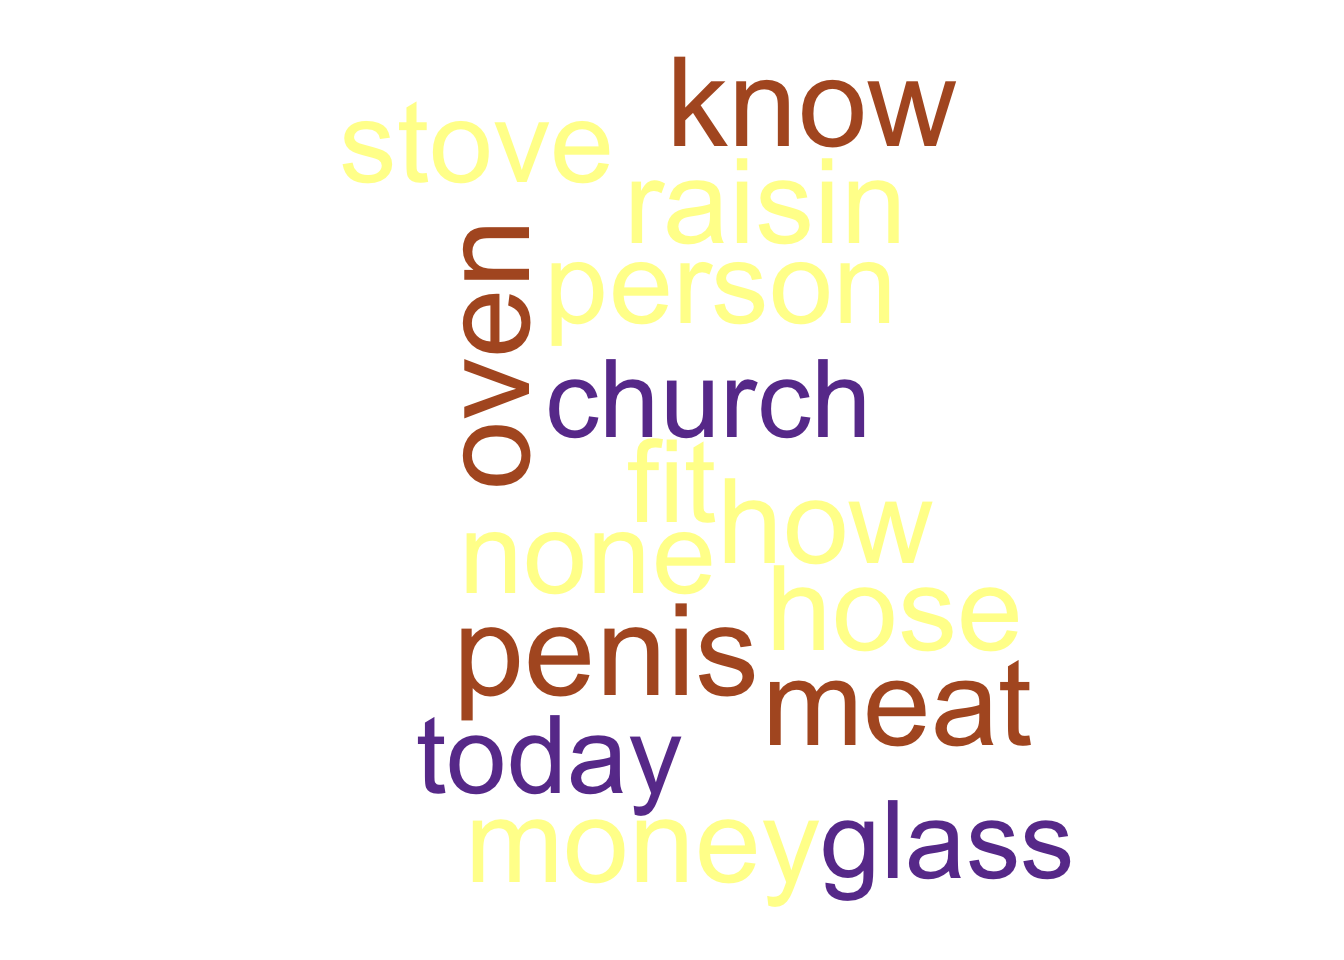 know
stove
raisin
oven
person
church
fit
how
none
hose
penis
meat
today
money
glass